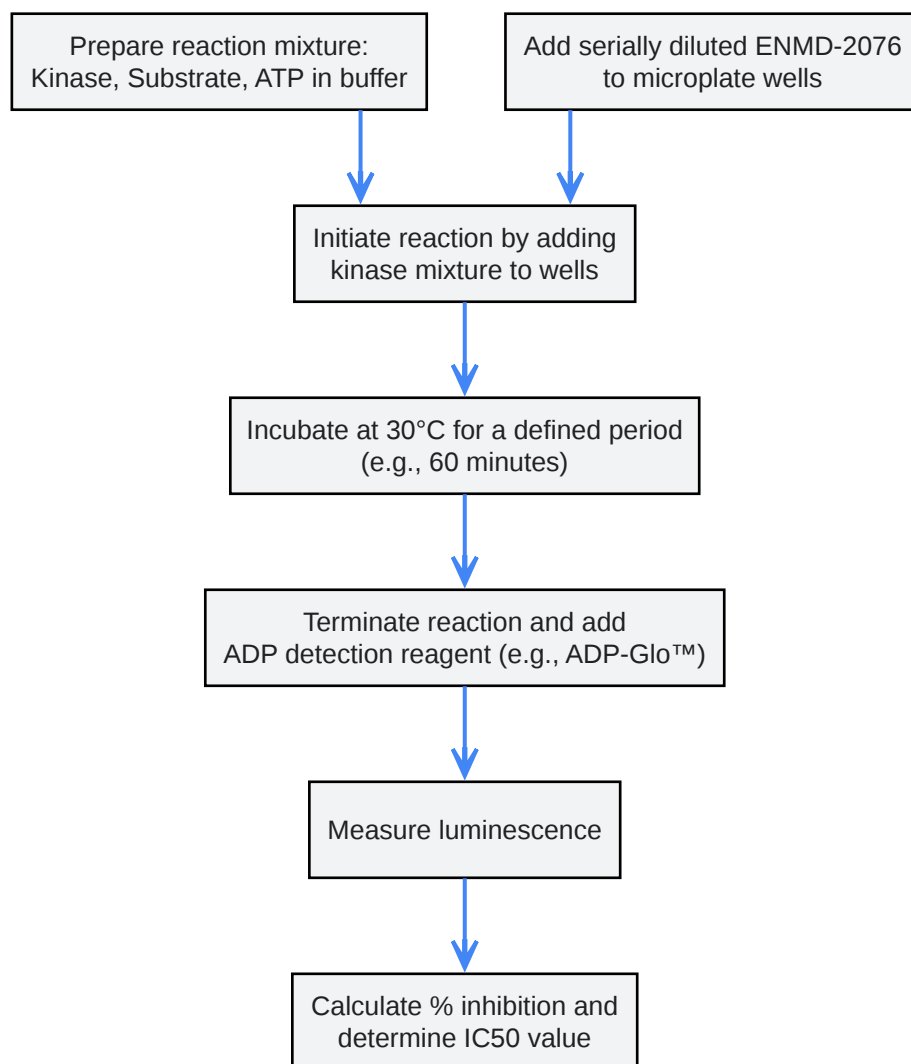 Prepare reaction mixture:
Kinase, Substrate, ATP in buffer
Add serially diluted ENMD-2076
to microplate wells
Initiate reaction by adding
kinase mixture to wells
Incubate at 30°C for a defined period
(e.g., 60 minutes)
Terminate reaction and add
ADP detection reagent (e.g., ADP-Glo™)
Measure luminescence
Calculate % inhibition and
determine IC50 value